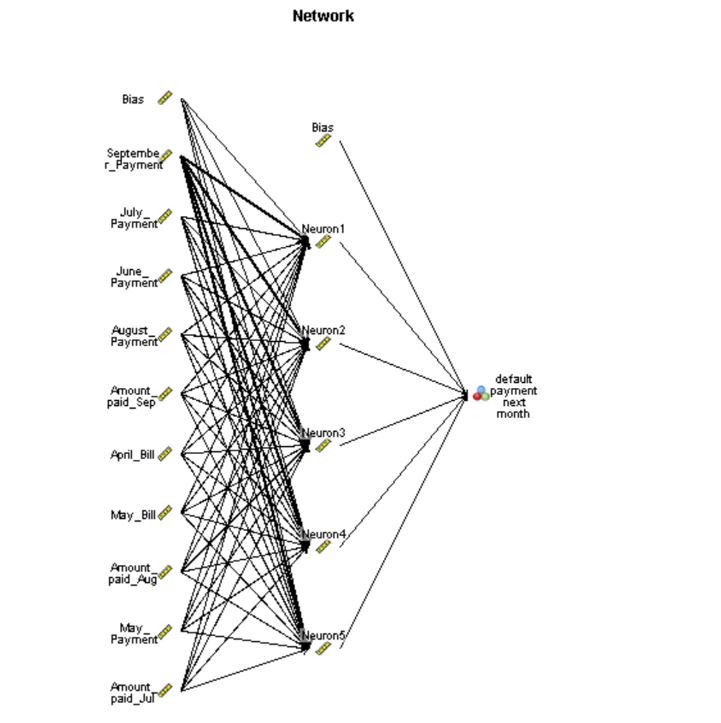 Network
Bias
Septembe
r_Payment
July_
Payment
June_
Payment
August_
Payment
Amount_
paid_Sep
April_Bill
May_Bill
Amount_
paid_Aug
May_
Payment
Amount_
paid_Jul
Bias
Neuron1
Neuron2
Neuron3
Neuron4
Neuron5
default
payment
next
month